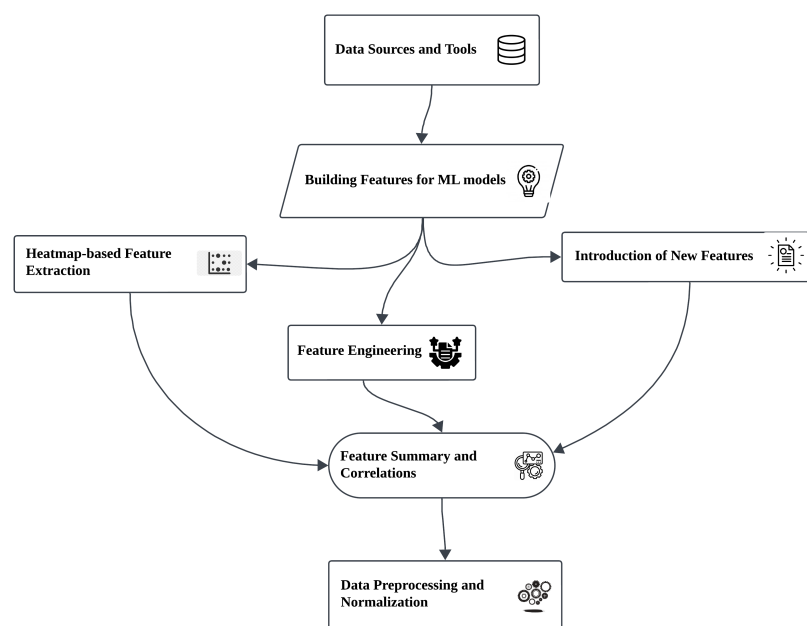 Data Sources and Tools
Building Features for ML models
Heatmap-based Feature
Extraction
Introduction of New Features
Feature Engineering
Feature Summary and
Correlations
Data Preprocessing and
Normalization